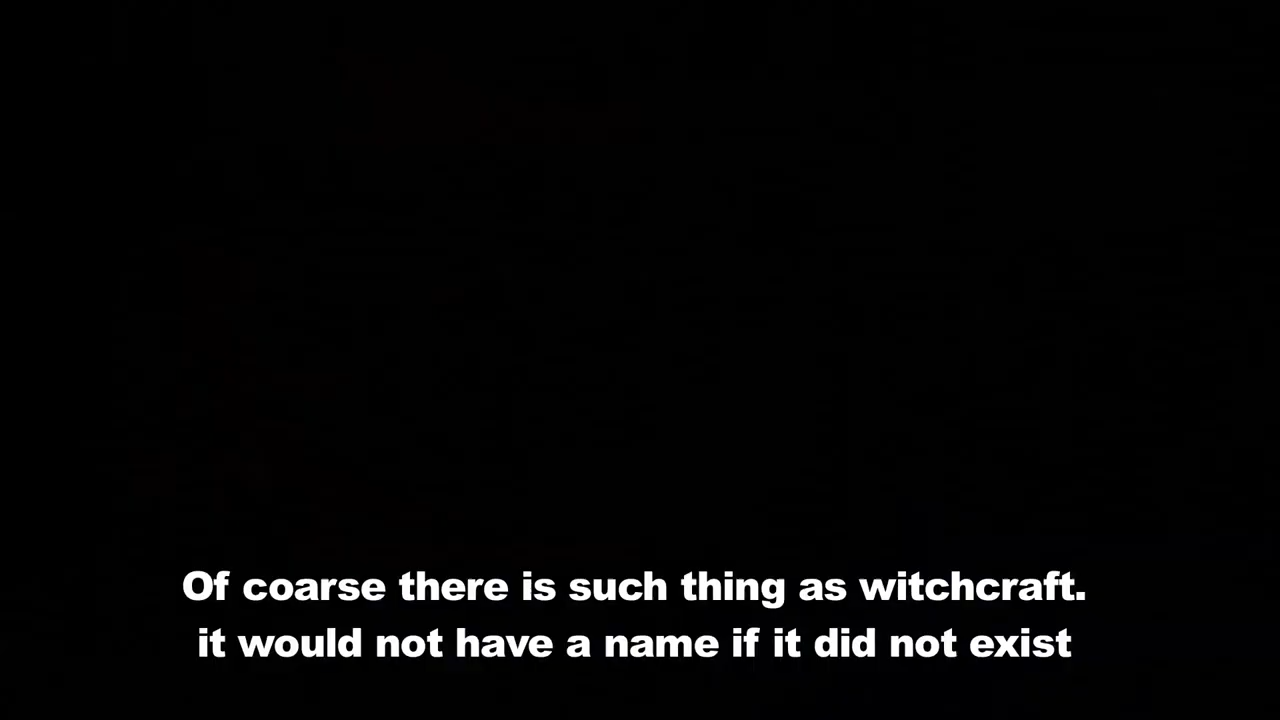 Of coarse there is such thing as witchcraft.
it would not have a name if it did not exist